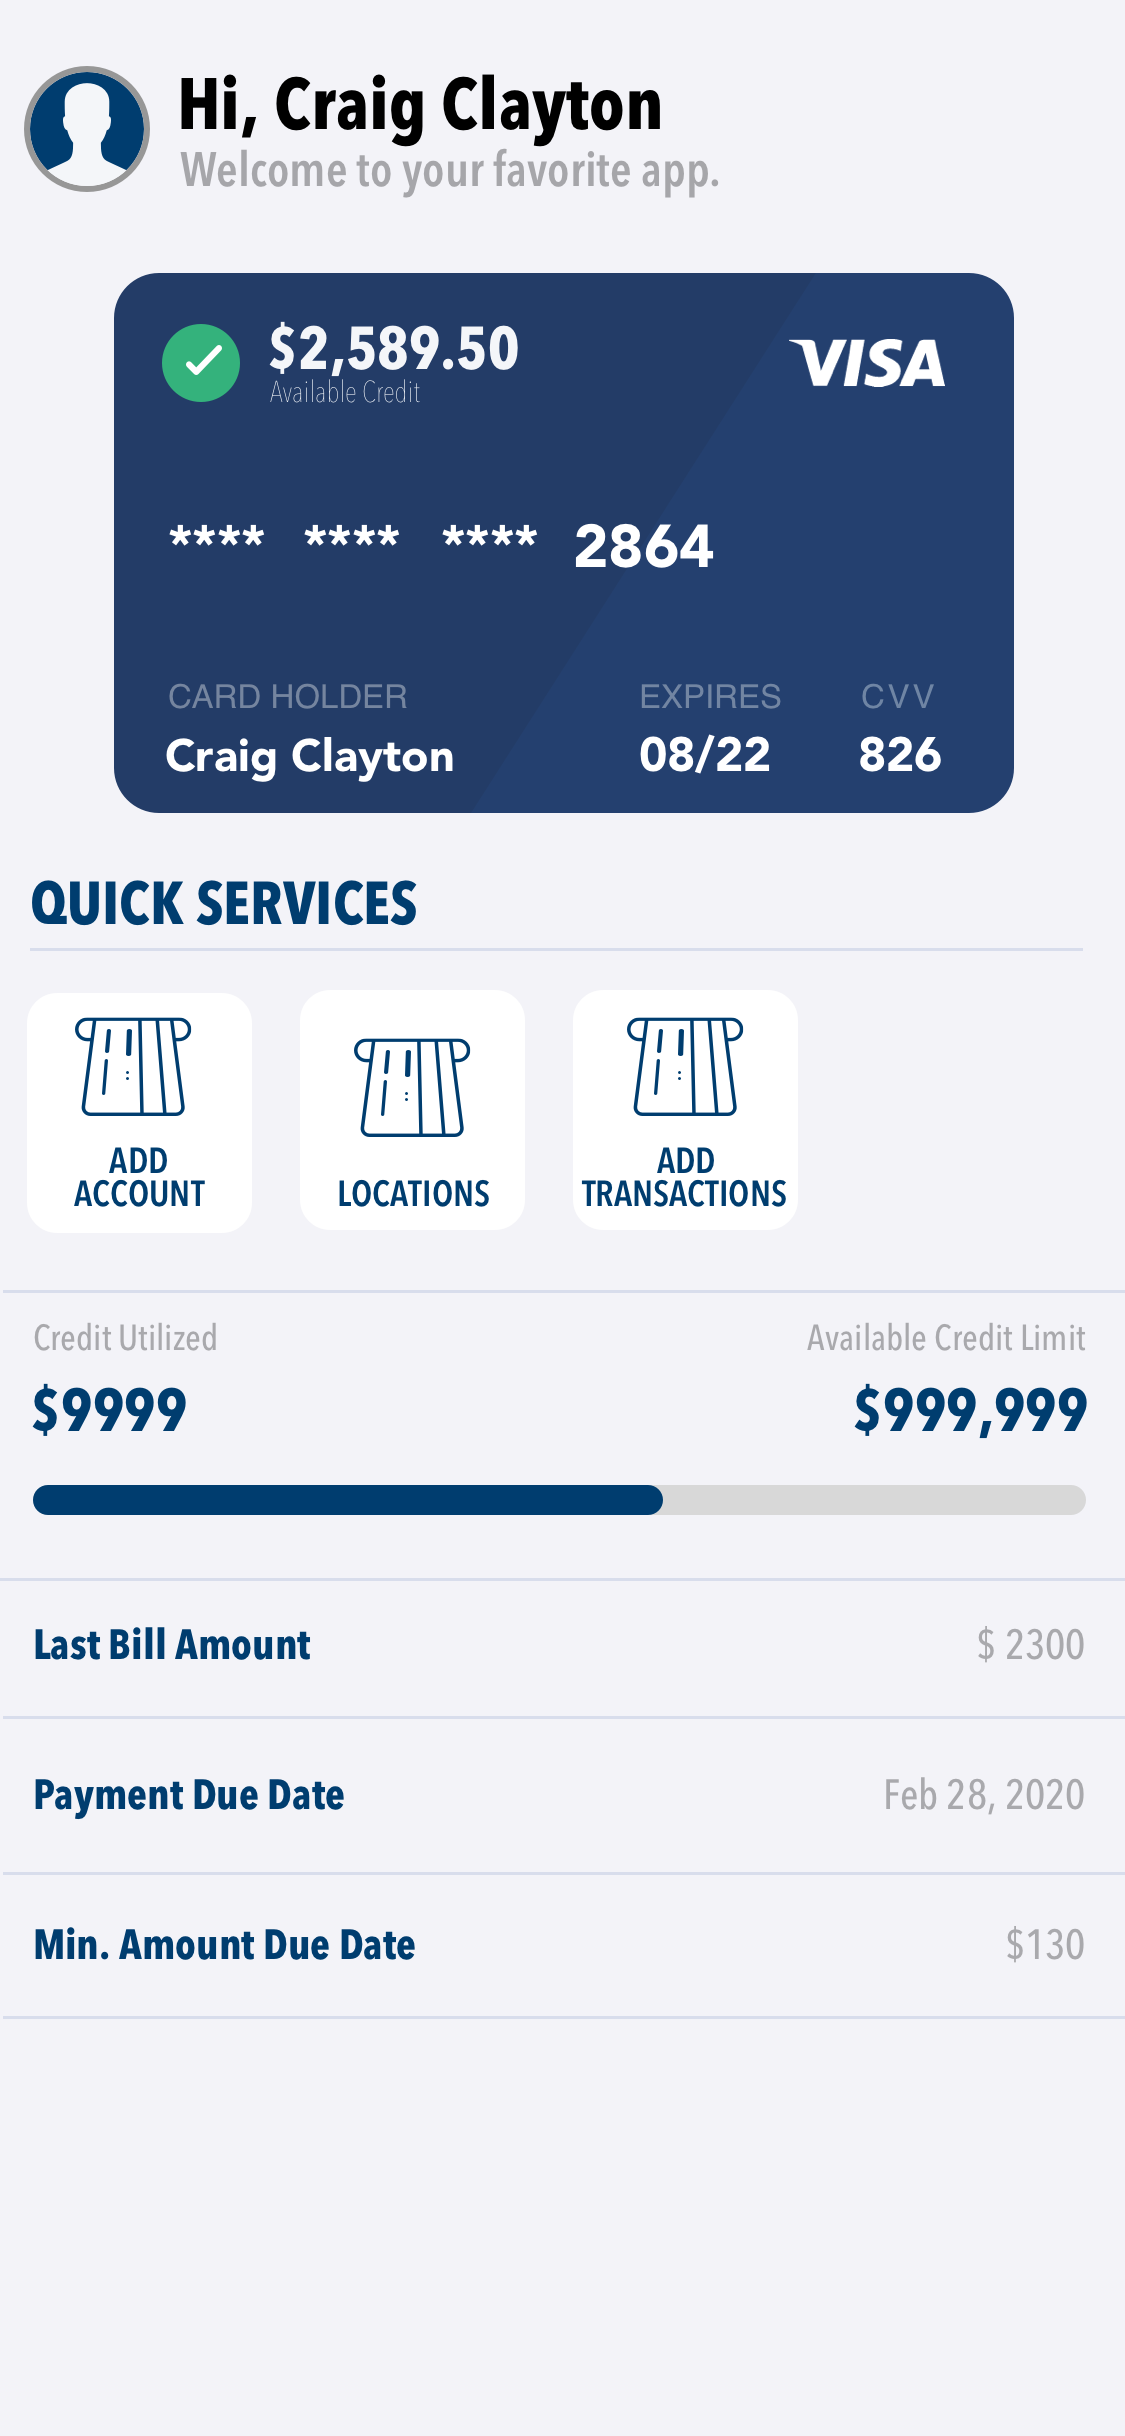 Hi, Craig Clayton
Welcome to your favorite app.
$2,589.50
Available Credit
VISA
**** **** **** 2864
CARD HOLDER
EXPIRES
CVV
Craig Clayton
08/22
826
QUICK SERVICES
ADD
ACCOUNT
LOCATIONS
ADD
TRANSACTIONS
Credit Utilized
Available Credit Limit
$9999
$999,999
Last Bill Amount
$ 2300
Payment Due Date
Feb 28, 2020
Min. Amount Due Date
$130